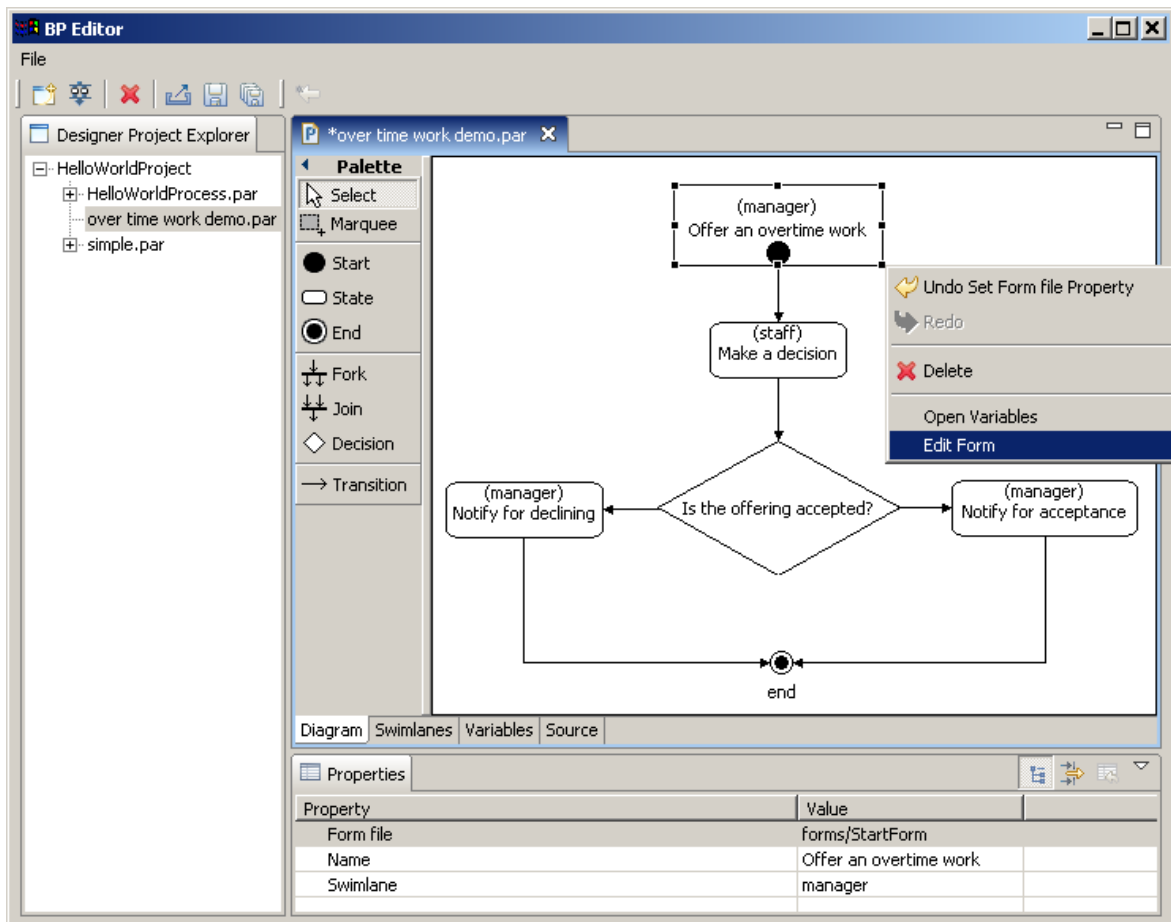 BP Editor
File
Designer Project Explorer
HelloWorldProject
HelloWorldProcess.par
over time work demo.par
simple.par
*over time work demo.par
Palette
Select
Marquee
Start
State
End
Fork
Join
Decision
Transition
(manager)
Offer an overtime work
(staff)
Make a decision
Is the offering accepted?
(manager)
Notify for declining
(manager)
Notify for acceptance
end
Undo Set Form file Property
Redo
Delete
Open Variables
Edit Form
Diagram Swimlanes Variables Source
Properties
Property Value
Form file forms/StartForm
Name Offer an overtime work
Swimlane manager